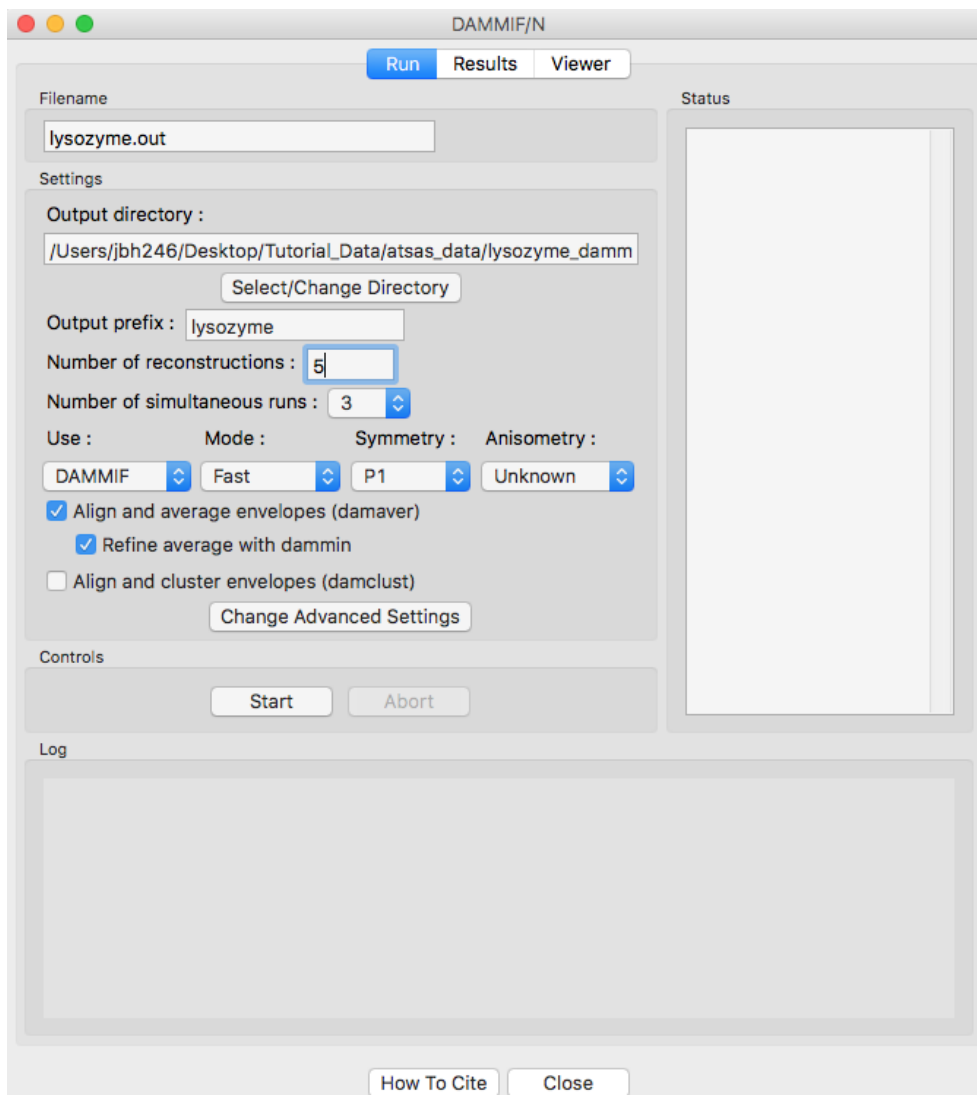 DAMMIF/N
Run Results Viewer
Filename
lysozyme.out
Settings
Output directory :
/Users/jbh246/Desktop/Tutorial_Data/atsas_data/lysozyme_damm
Select/Change Directory
Output prefix : lysozyme
Number of reconstructions : 5
Number of simultaneous runs : 3
Use : Mode : Symmetry : Anisometry :
DAMMIF Fast P1 Unknown
Align and average envelopes (damaver)
Refine average with dammin
Align and cluster envelopes (damclust)
Change Advanced Settings
Controls
Start Abort
Status
Log
How To Cite Close